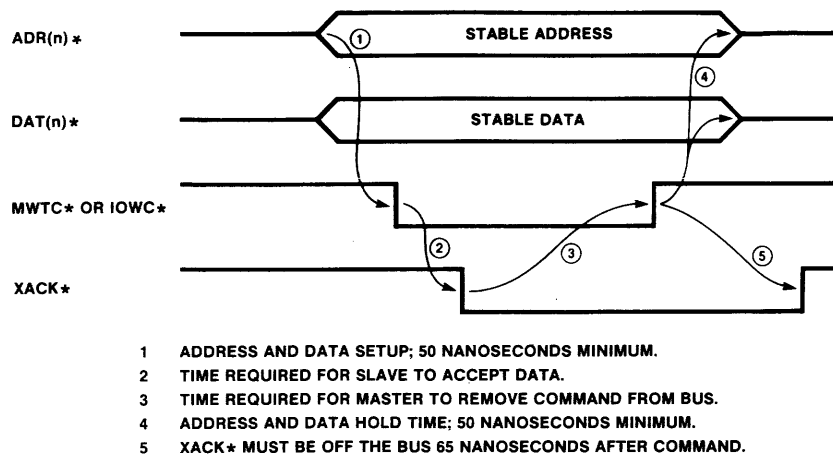 ADR(n)*
1
STABLE ADDRESS
4
DAT(n)*
STABLE DATA
MWTC* OR IOWC*
2
3
5
XACK*
1 ADDRESS AND DATA SETUP; 50 NANOSECONDS MINIMUM.
2 TIME REQUIRED FOR SLAVE TO ACCEPT DATA.
3 TIME REQUIRED FOR MASTER TO REMOVE COMMAND FROM BUS.
4 ADDRESS AND DATA HOLD TIME; 50 NANOSECONDS MINIMUM.
5 XACK* MUST BE OFF THE BUS 65 NANOSECONDS AFTER COMMAND.